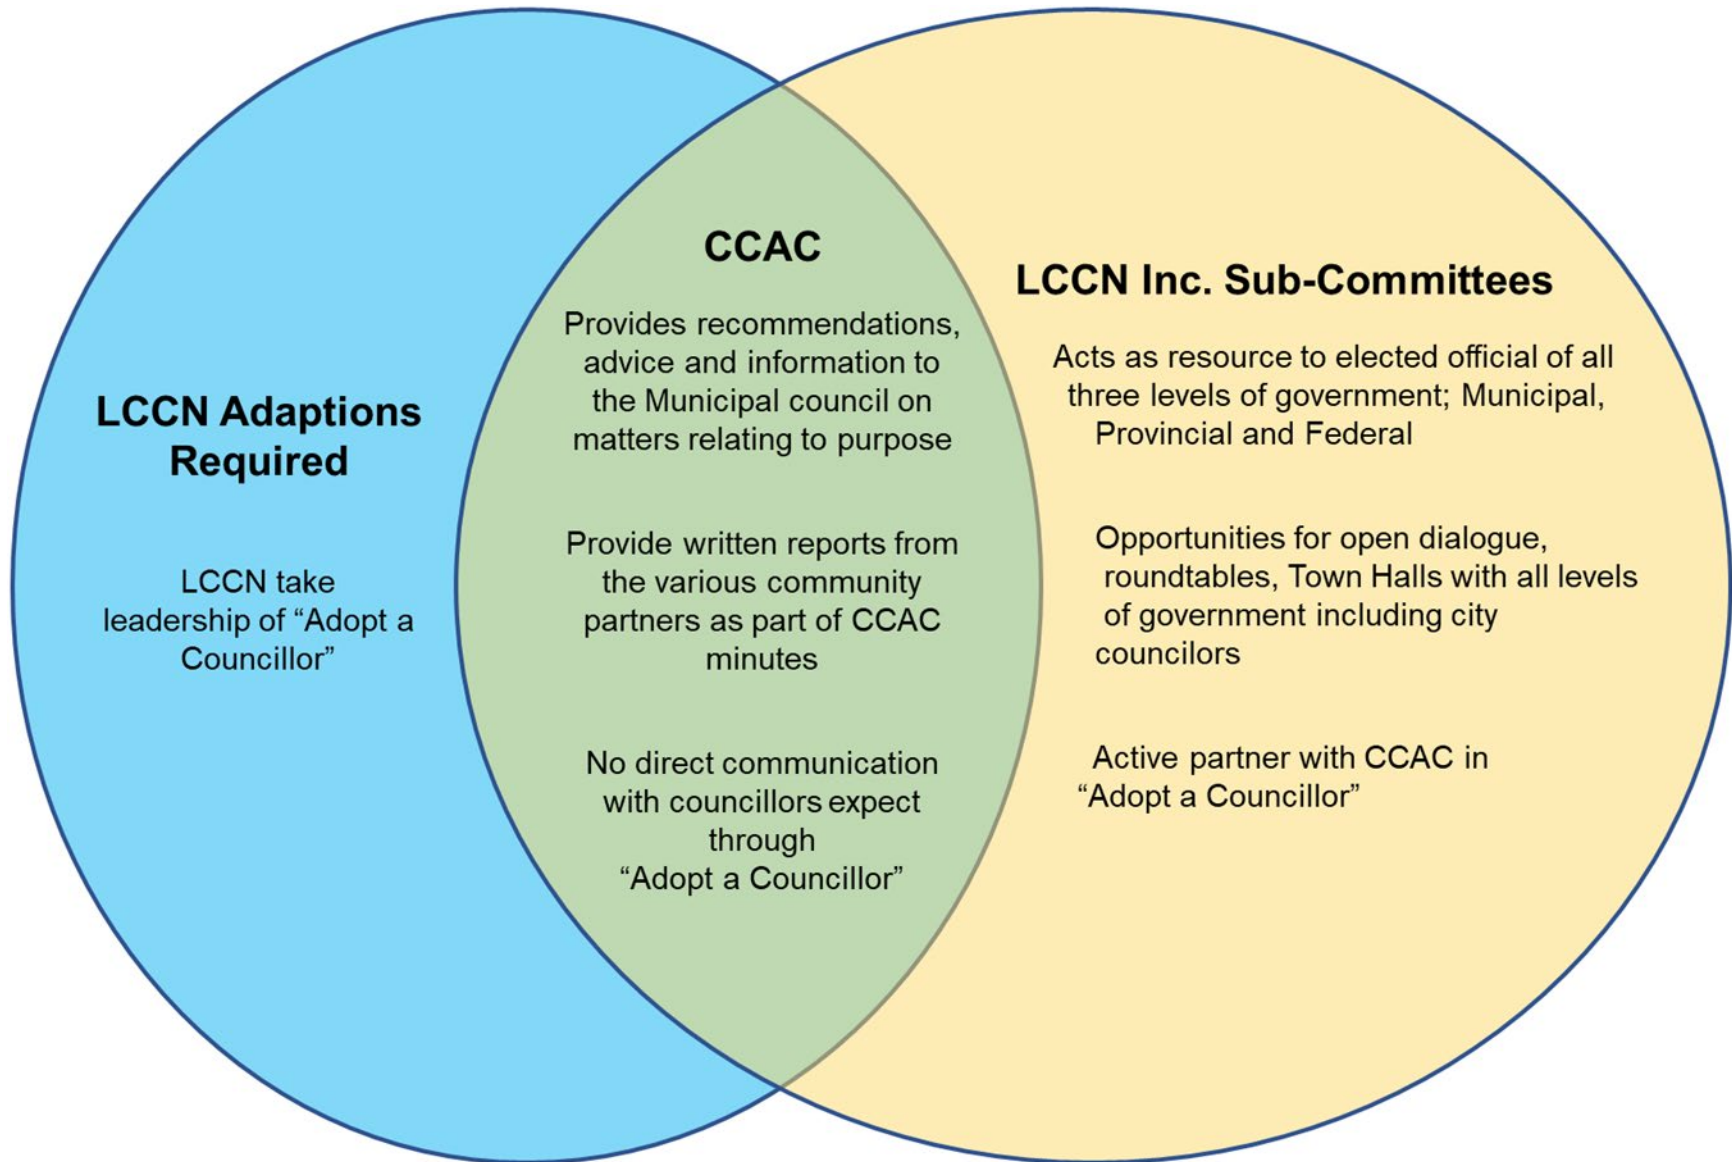 LCCN Adaptions
Required
LCCN take
leadership of “Adopt a
Councillor”
CCAC
Provides recommendations,
advice and information to
the Municipal council on
matters relating to purpose
Provide written reports from
the various community
partners as part of CCAC
minutes
No direct communication
with councillors expect
through
“Adopt a Councillor”
LCCN Inc. Sub-Committees
Acts as resource to elected official of all
three levels of government; Municipal,
Provincial and Federal
Opportunities for open dialogue,
roundtables, Town Halls with all levels
of government including city
councilors
Active partner with CCAC in
“Adopt a Councillor”